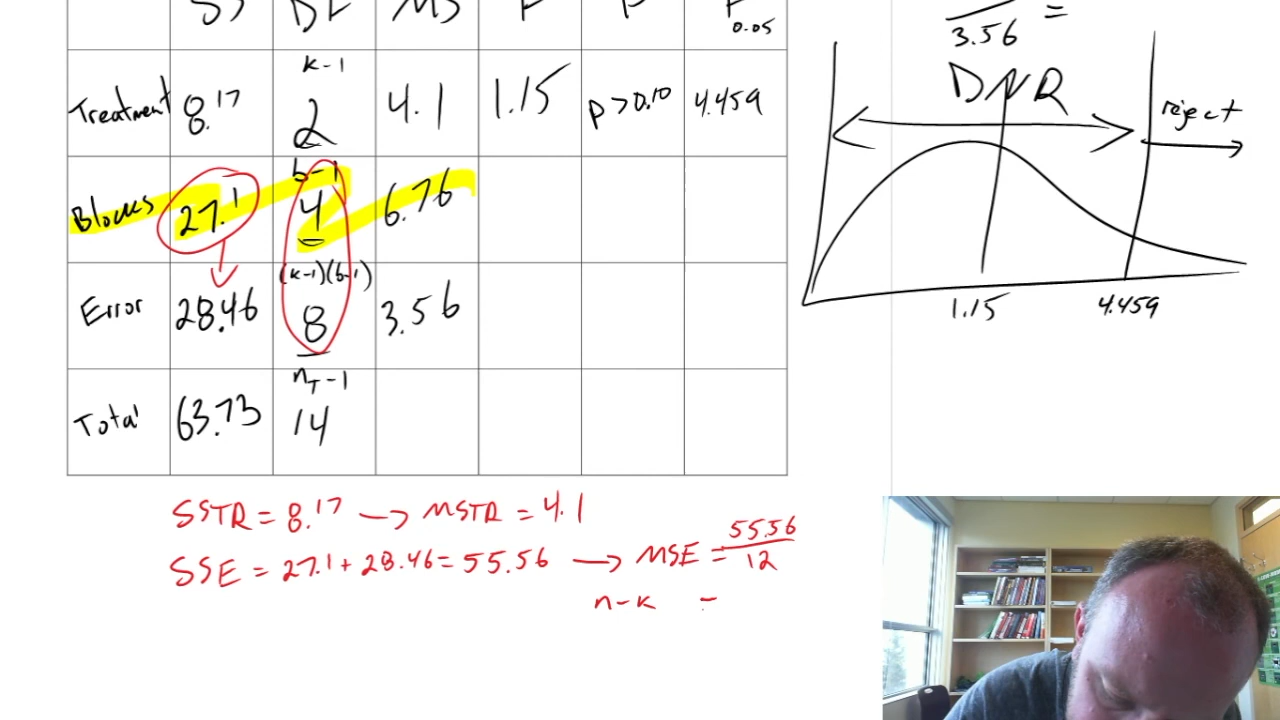 SS DF MS F P F0.05
Treatment 8.17 k-1 2 4.1 1.15 p > 0.10 4.459
Blocks 27.1 b-1 4 6.76
Error 28.46 (k-1)(b-1) 8 3.56
Total 63.73 nT-1 14
SSTR = 8.17 → MSTR = 4.1
SSE = 27.1 + 28.46 = 55.56 → MSE = 55.56/12
n-k =
3.56 =
DNR
reject
1.15 4.459